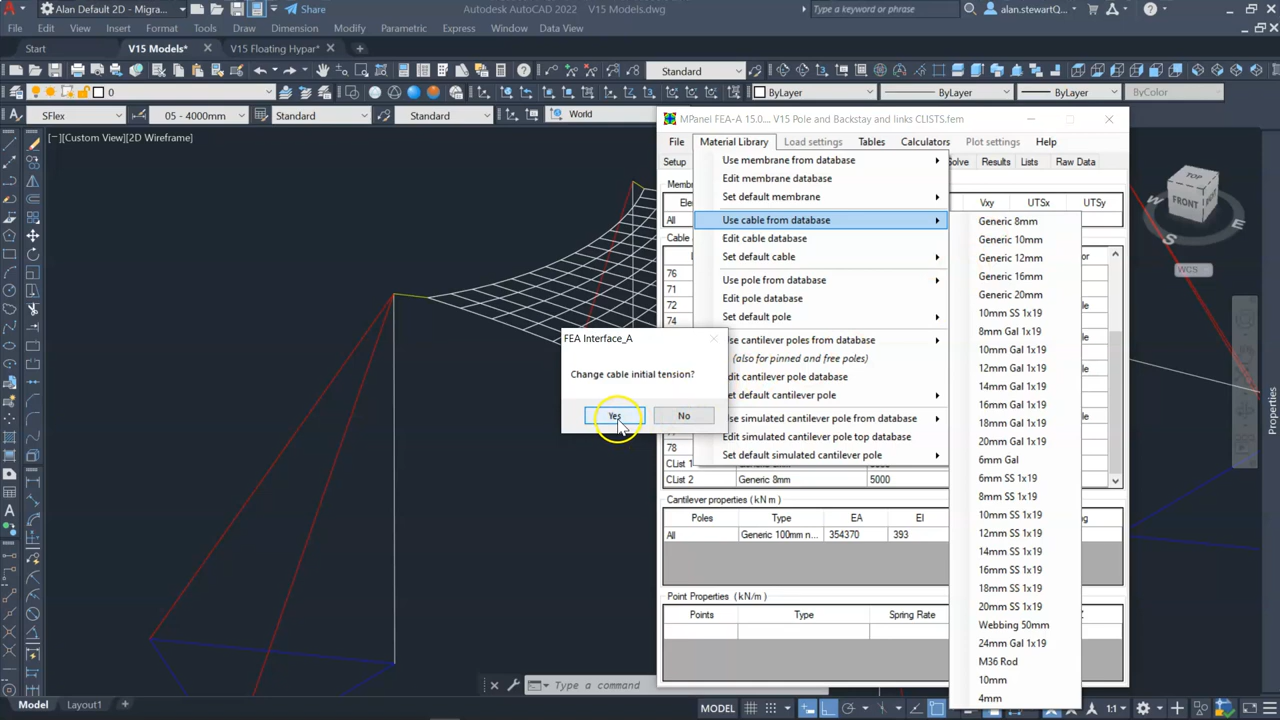 Alan Default 2D - Migra...
Share
Autodesk AutoCAD 2022
V15 Models.dwg
Type a keyword or phrase
alan.stewartQ...
File Edit View Insert Format Tools Draw Dimension Modify Parametric Express Window Data View
Start
V15 Models*
V15 Floating Hypar*
Standard
ByLayer
0
ByLayer
ByLayer
ByColor
SFlex
05 - 4000mm
Standard
Standard
World
[−][Custom View][2D Wireframe]
MPanel FEA-A 15.0.... V15 Pole and Backstay and links CLISTS.fem
File Material Library Load settings Tables Calculators Plot settings Help
Setup
Solve Results Lists Raw Data
Use membrane from database
Edit membrane database
Set default membrane
Use cable from database
Edit cable database
Set default cable
Use pole from database
Edit pole database
Set default pole
Use cantilever poles from database
(also for pinned and free poles)
Edit cantilever pole database
Set default cantilever pole
Use simulated cantilever pole from database
Edit simulated cantilever pole top database
Set default simulated cantilever pole
Generic 8mm
Generic 10mm
Generic 12mm
Generic 16mm
Generic 20mm
10mm SS 1x19
8mm Gal 1x19
10mm Gal 1x19
12mm Gal 1x19
14mm Gal 1x19
16mm Gal 1x19
18mm Gal 1x19
20mm Gal 1x19
6mm Gal
6mm SS 1x19
8mm SS 1x19
10mm SS 1x19
12mm SS 1x19
14mm SS 1x19
16mm SS 1x19
18mm SS 1x19
20mm SS 1x19
Webbing 50mm
24mm Gal 1x19
M36 Rod
10mm
4mm
Vxy UTSx UTSy
All
Cable
76
71
72
74
78
CList 1
CList 2 Generic 8mm 5000
FEA Interface_A
Change cable initial tension?
Yes
No
Cantilever properties (kN m)
Poles Type EA EI
All Generic 100mm n... 354370 393
Point Properties (kN/m)
Points Type Spring Rate
TOP
FRONT
S
E
WCS
Properties
Type a command
Model
Layout1
MODEL
1:1